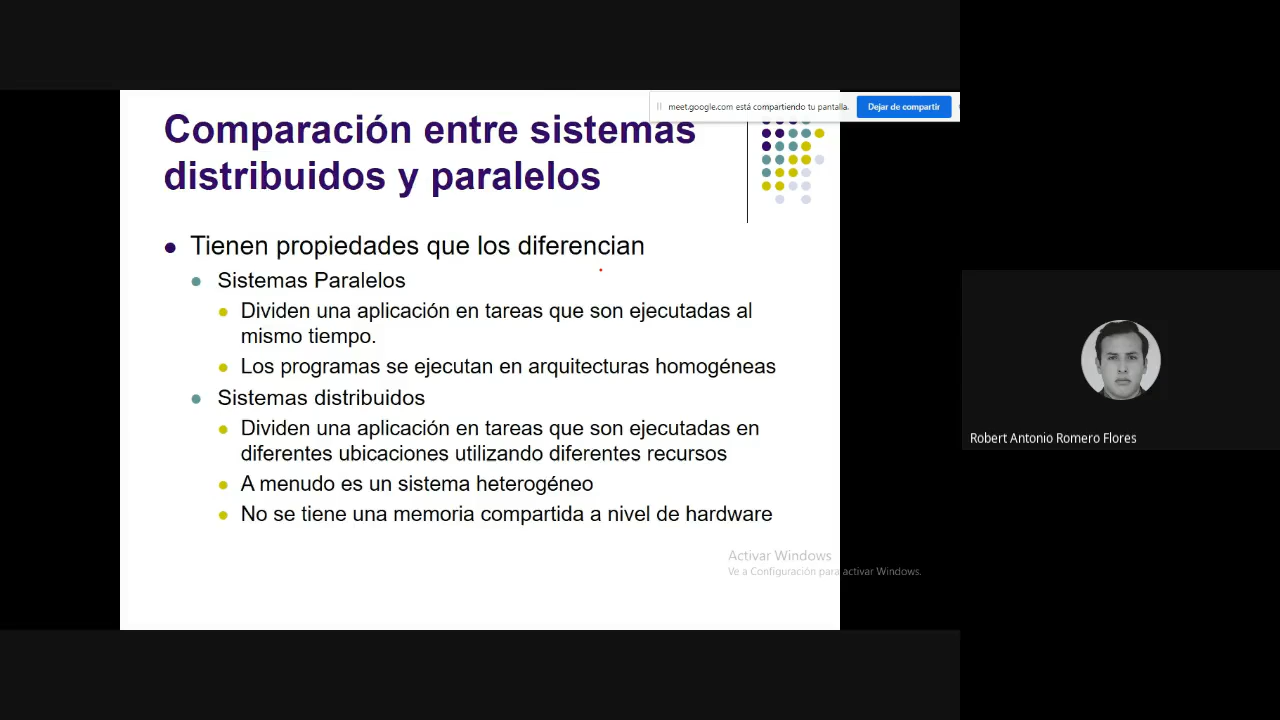 meet.google.com está compartiendo tu pantalla.
Dejar de compartir
Comparación entre sistemas
distribuidos y paralelos
Tienen propiedades que los diferencian
Sistemas Paralelos
Dividen una aplicación en tareas que son ejecutadas al
mismo tiempo.
Los programas se ejecutan en arquitecturas homogéneas
Sistemas distribuidos
Dividen una aplicación en tareas que son ejecutadas en
diferentes ubicaciones utilizando diferentes recursos
A menudo es un sistema heterogéneo
No se tiene una memoria compartida a nivel de hardware
Activar Windows
Ve a Configuración para activar Windows.
Robert Antonio Romero Flores